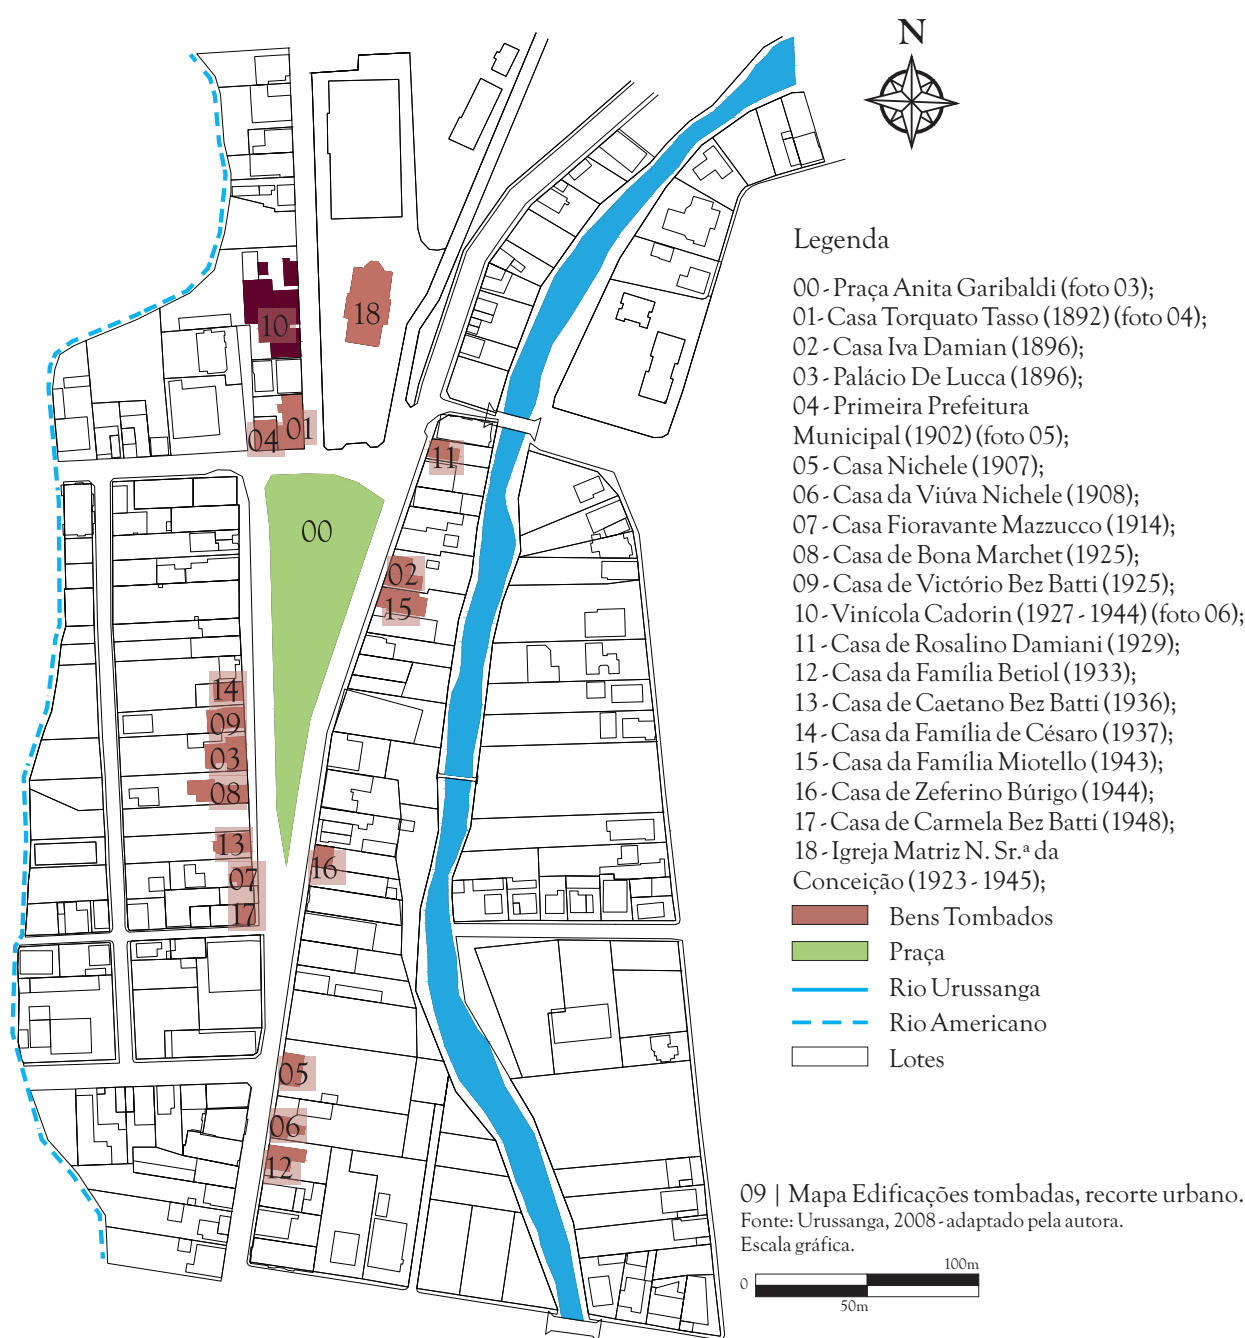 N
18
10
01
04
11
00
02
15
14
09
03
08
13
07
17
16
05
06
12
Legenda
00 - Praça Anita Garibaldi (foto 03);
01- Casa Torquato Tasso (1892) (foto 04);
02 - Casa Iva Damian (1896);
03 - Palácio De Lucca (1896);
04 - Primeira Prefeitura
Municipal (1902) (foto 05);
05 - Casa Nichele (1907);
06 - Casa da Viúva Nichele (1908);
07 - Casa Fioravante Mazzucco (1914);
08 - Casa de Bona Marchet (1925);
09 - Casa de Victório Bez Batti (1925);
10 - Vinícola Cadorin (1927 - 1944) (foto 06);
11 - Casa de Rosalino Damiani (1929);
12 - Casa da Família Betiol (1933);
13 - Casa de Caetano Bez Batti (1936);
14 - Casa da Família de Césaro (1937);
15 - Casa da Família Miotello (1943);
16 - Casa de Zeferino Búrigo (1944);
17 - Casa de Carmela Bez Batti (1948);
18 - Igreja Matriz N. Sr.ª da
Conceição (1923 - 1945);
Bens Tombados
Praça
Rio Urussanga
Rio Americano
Lotes
09 | Mapa Edificações tombadas, recorte urbano.
Fonte: Urussanga, 2008 - adaptado pela autora.
Escala gráfica.
100m
0
50m